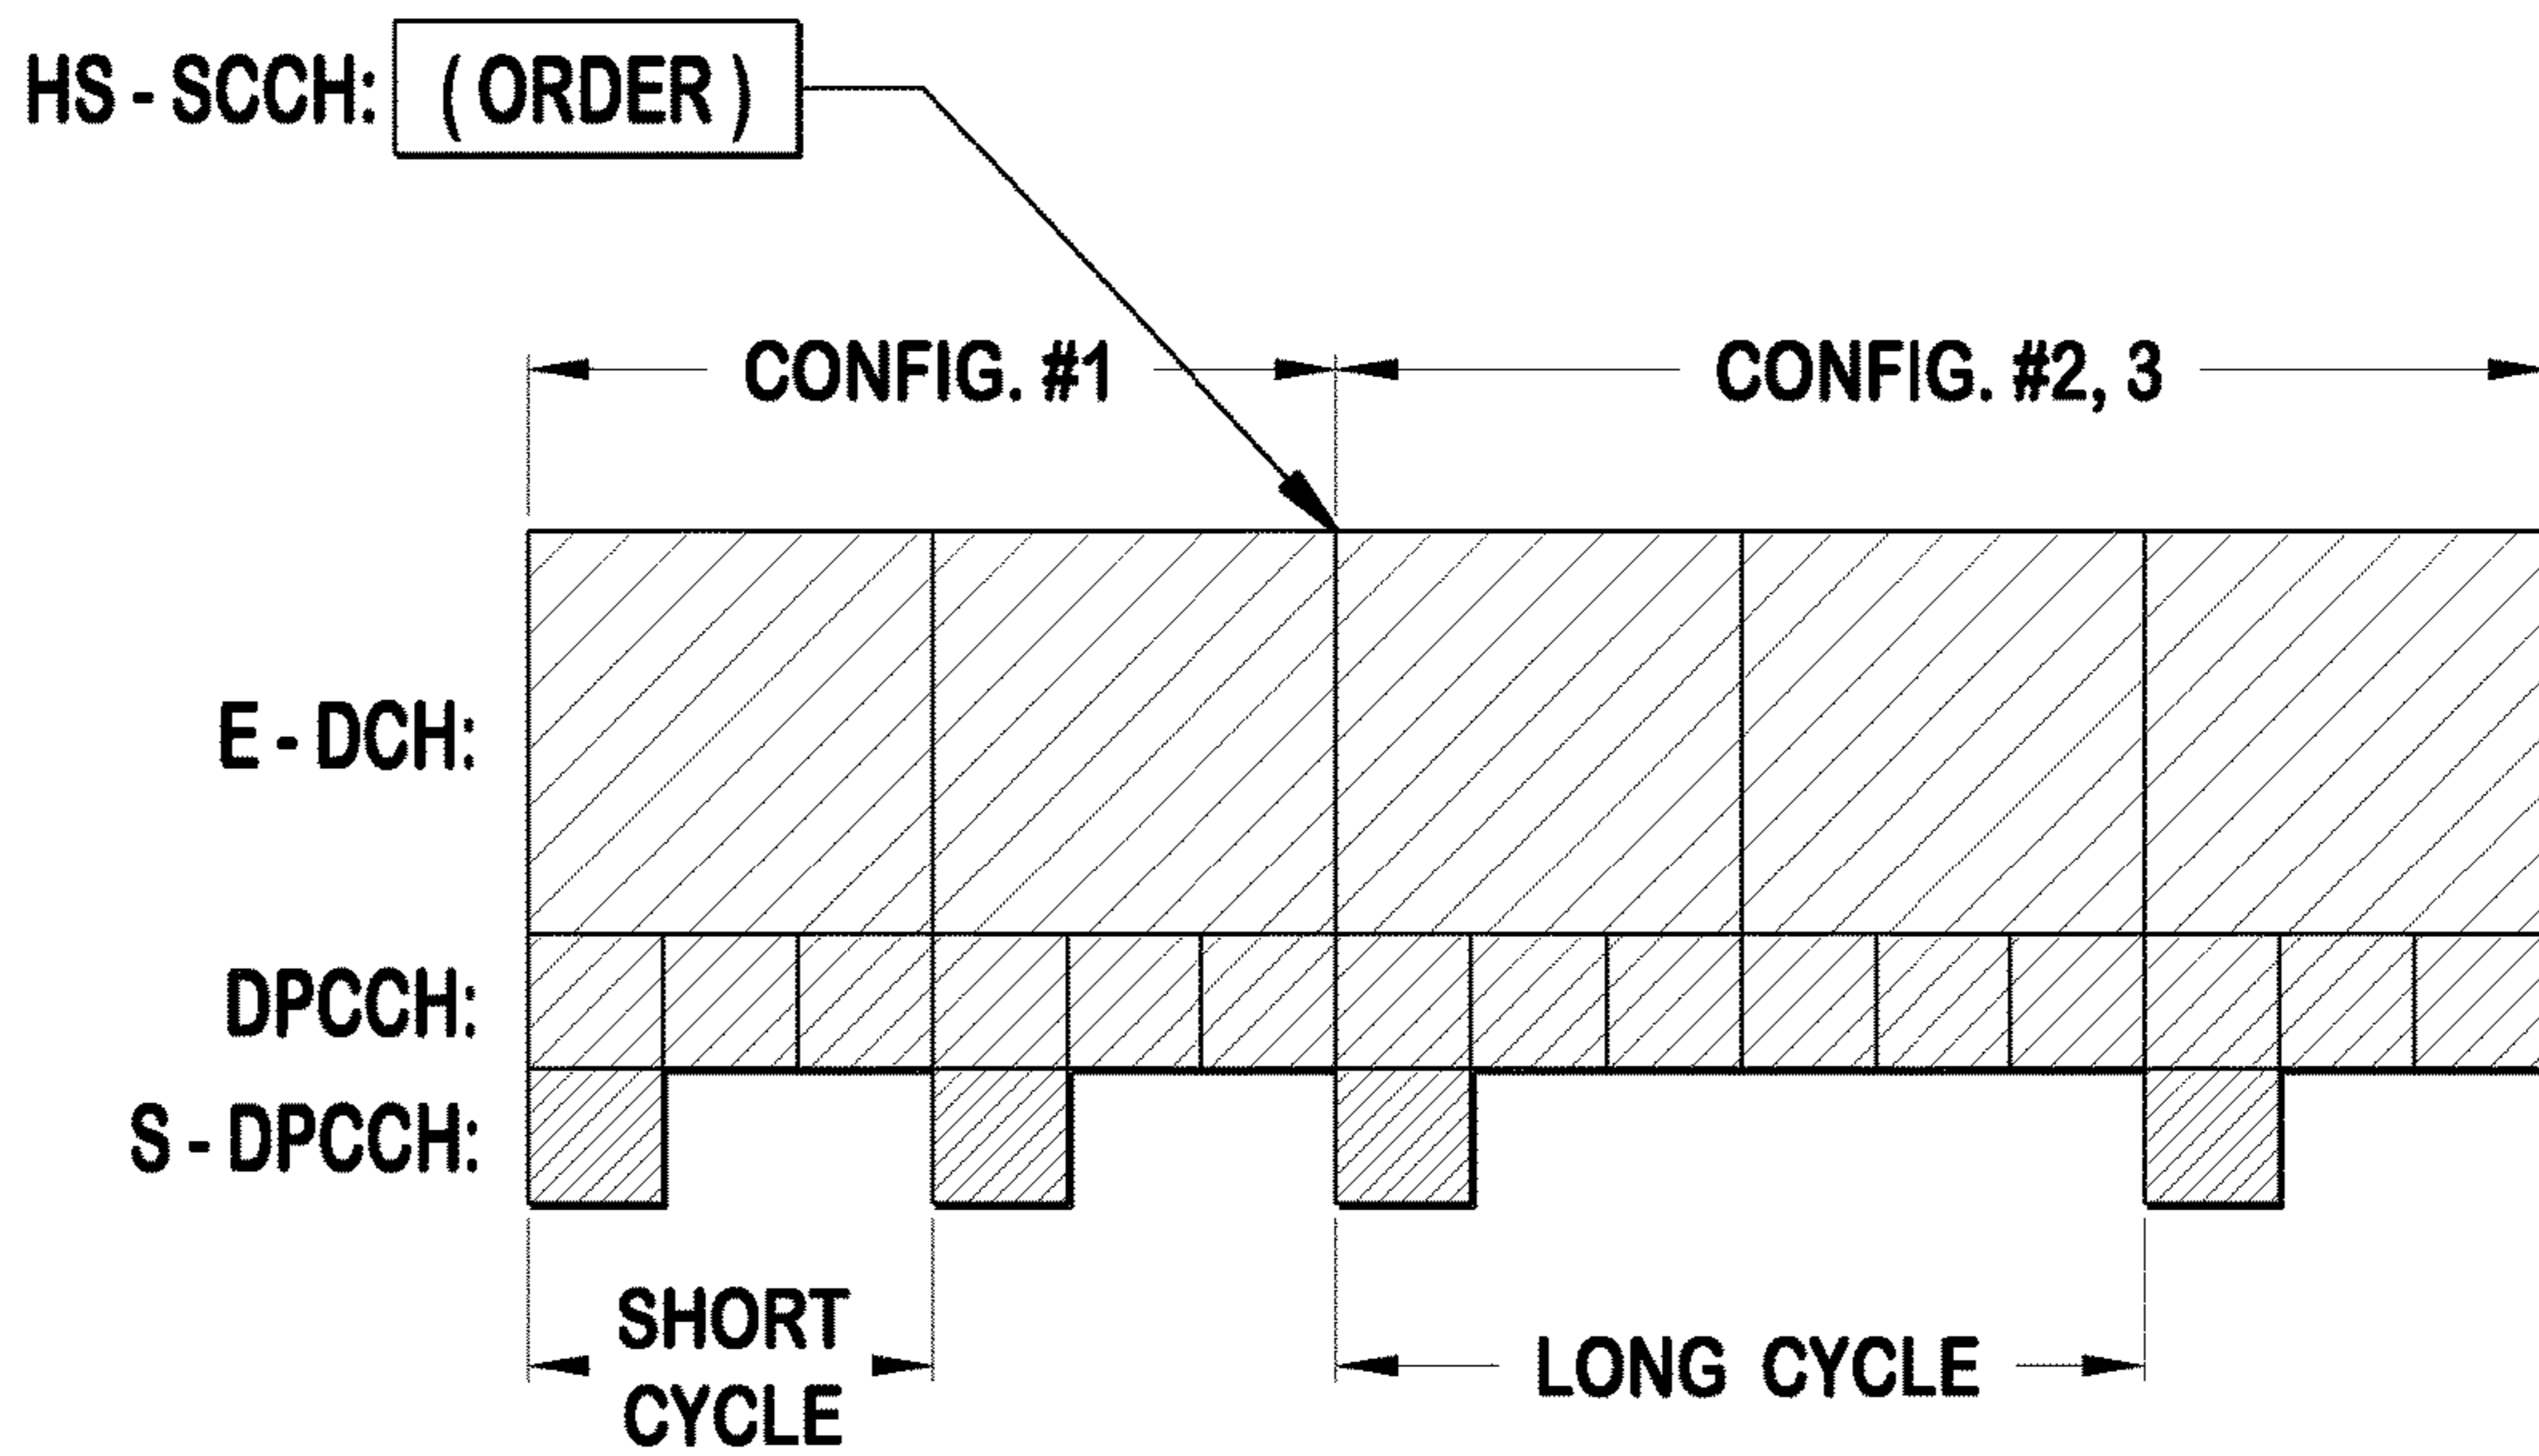 HS - SCCH: ( ORDER )
CONFIG. #1
CONFIG. #2, 3
E - DCH:
DPCCH:
S - DPCCH:
SHORT
CYCLE
LONG CYCLE